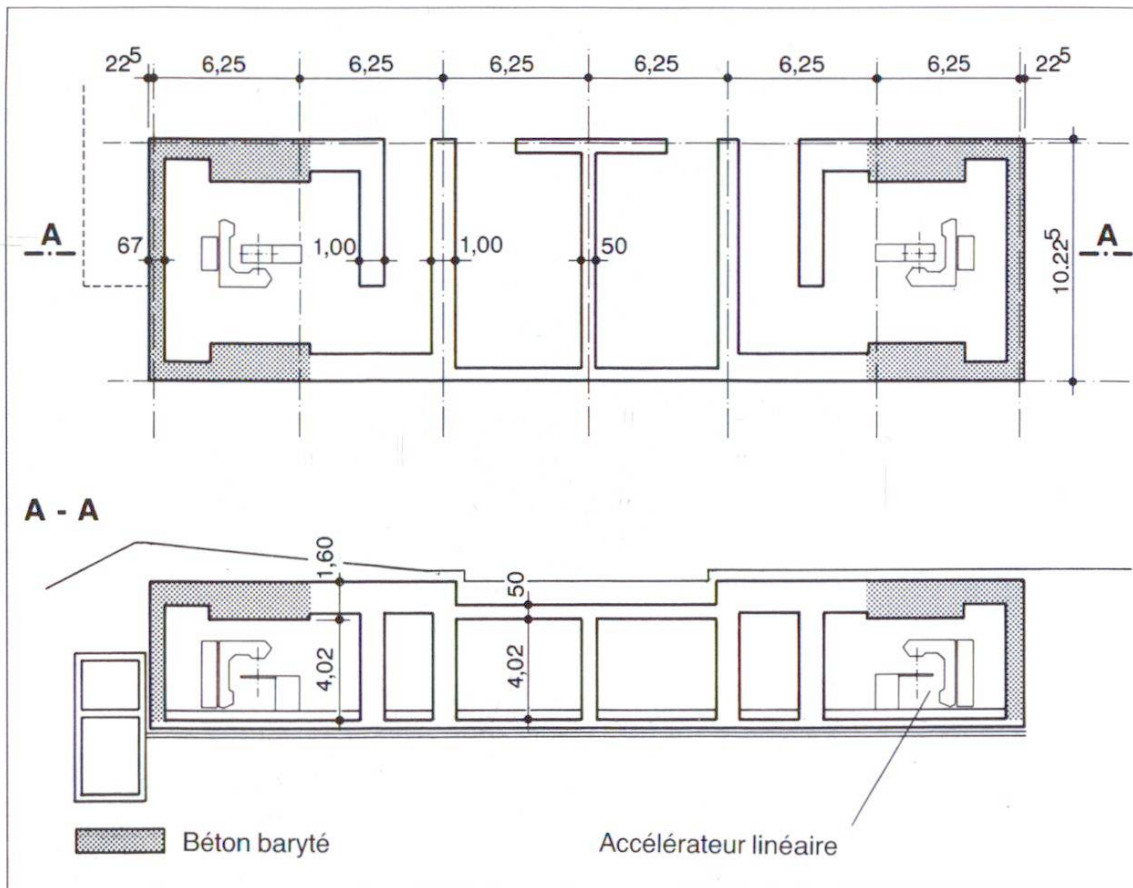 22⁵ 6,25 6,25 6,25 6,25 6,25 6,25 22⁵
A 67 1,00 1,00 50 10.22⁵ A
A - A
1,60 50
4,02 4,02
Béton baryté Accélérateur linéaire